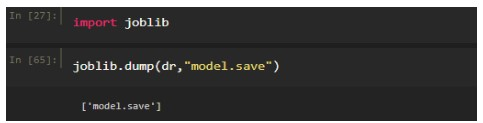 In [27]:
import joblib
In [65]:
joblib.dump(dr,"model.save")
['model.save']